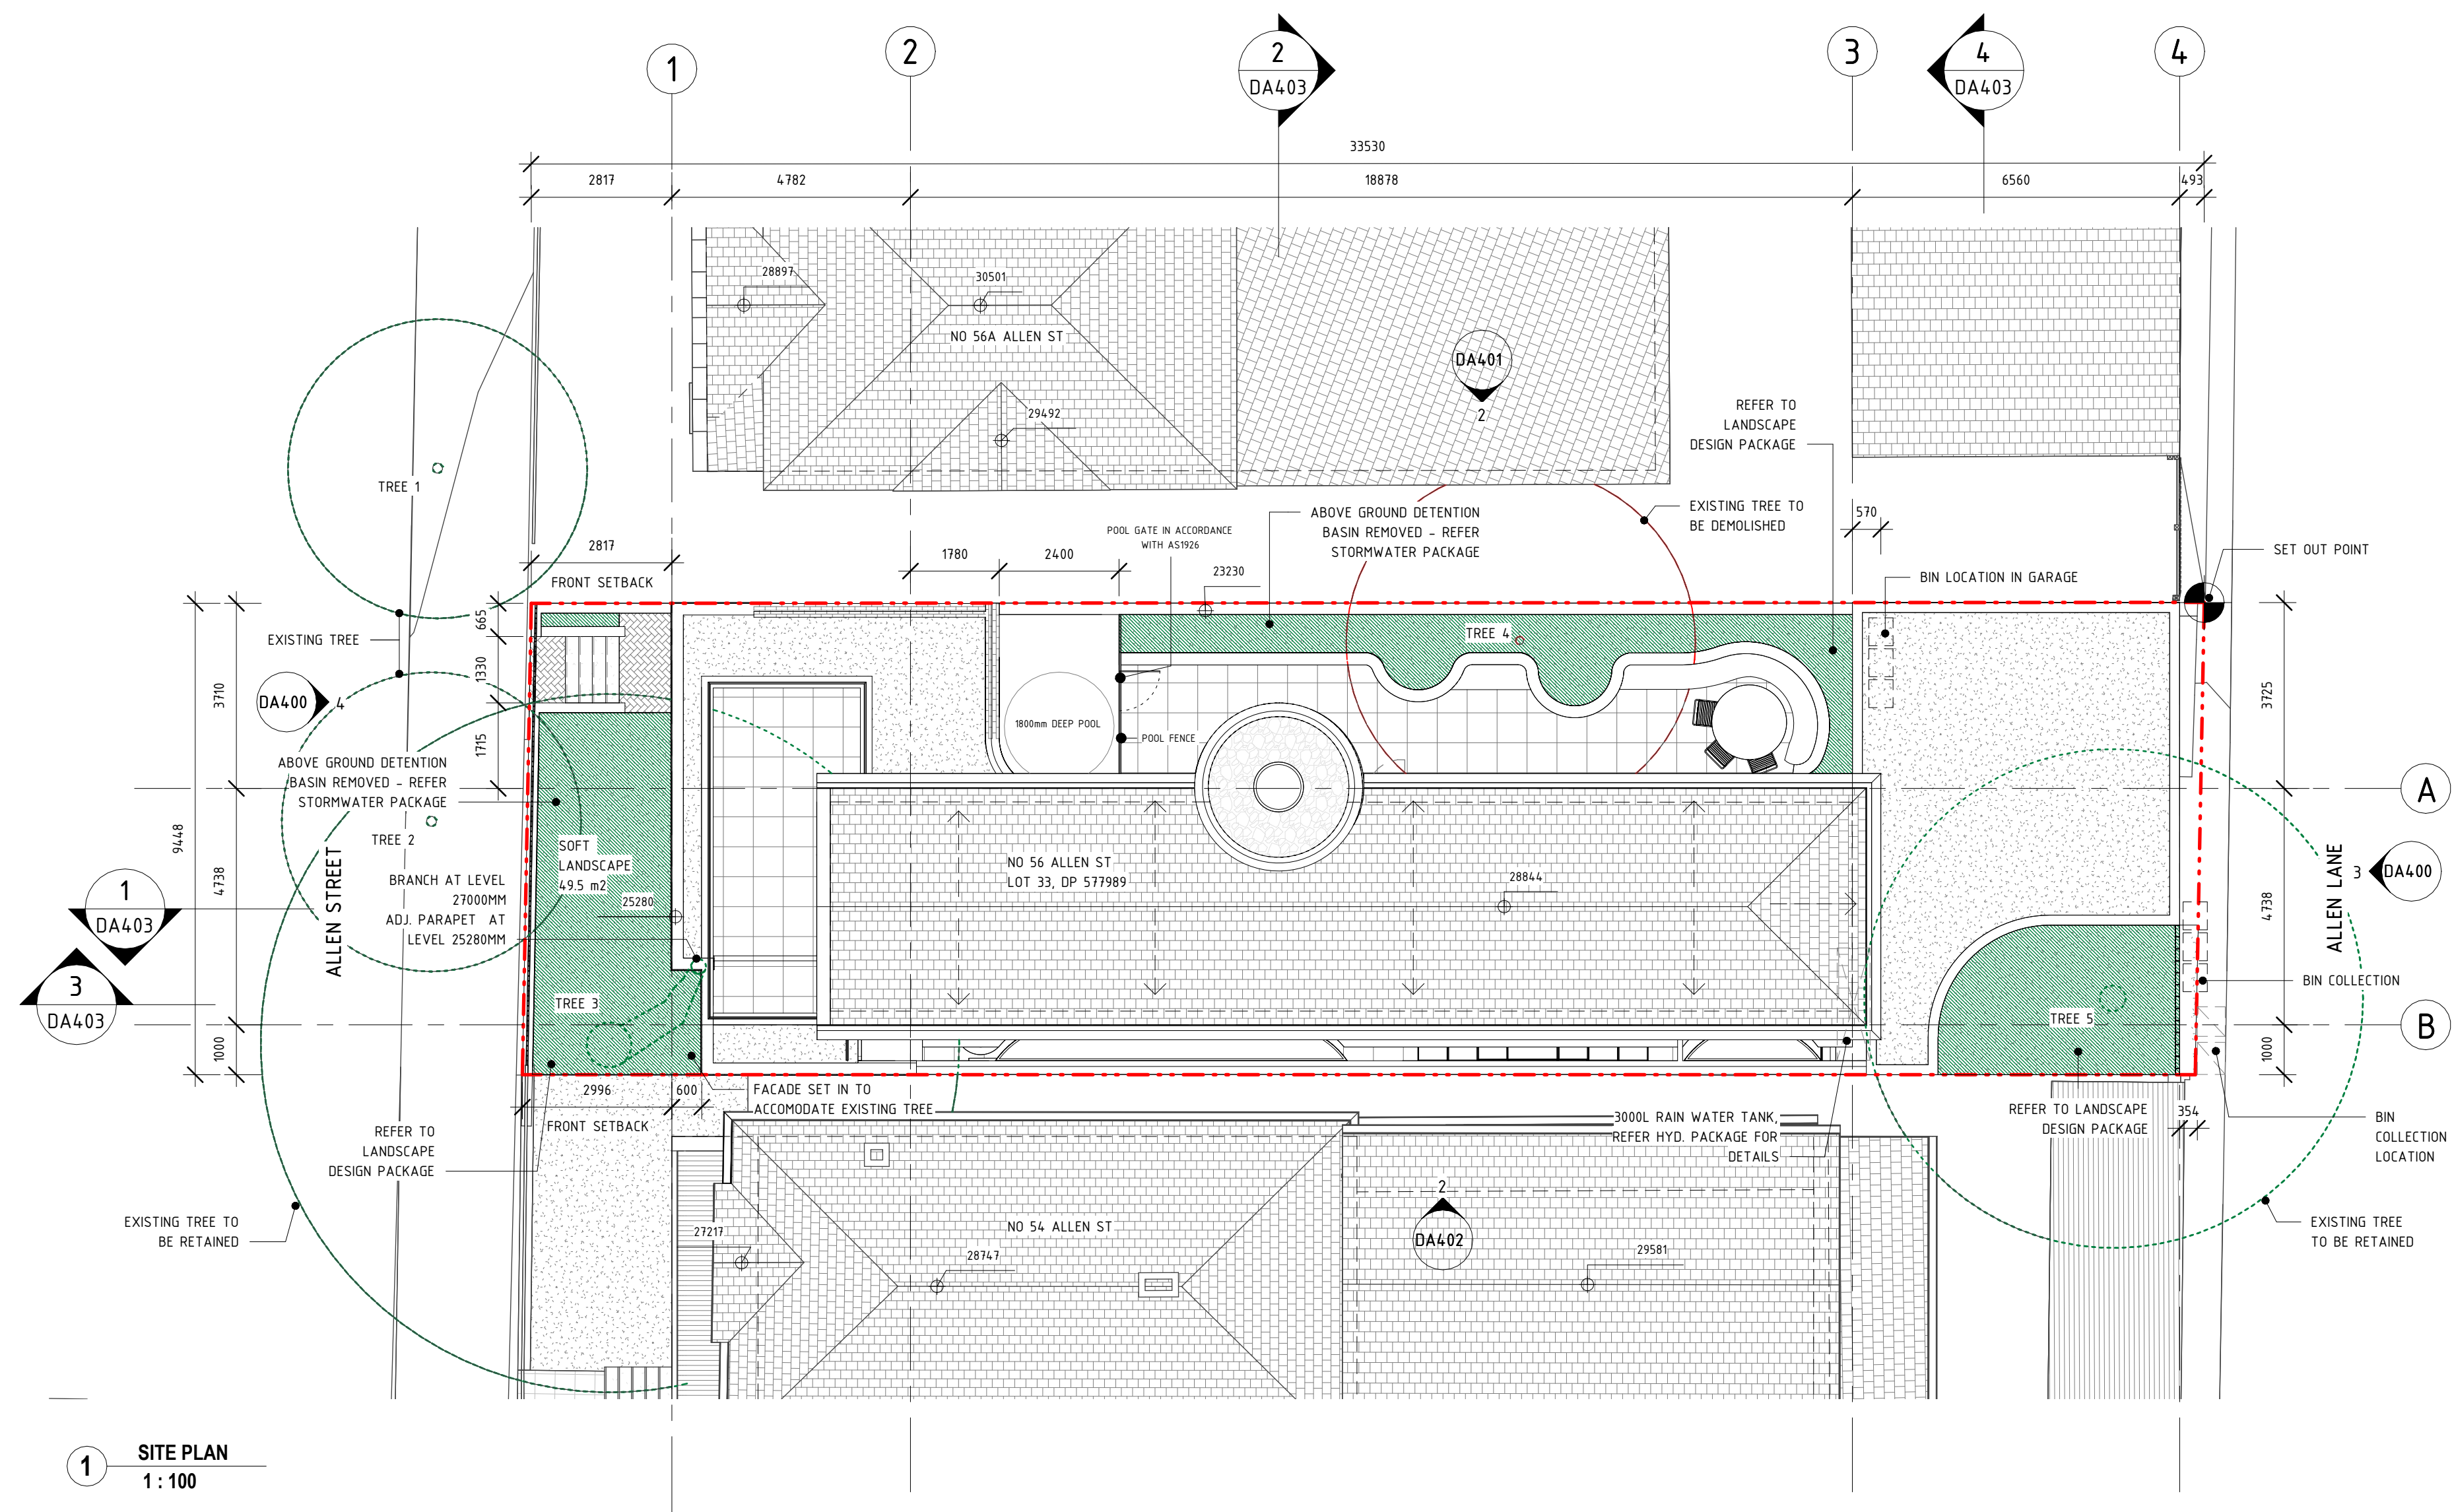 1
2
2
DA403
3
4
DA403
4
33530
2817
4782
18878
6560
493
28897
30501
NO 56A ALLEN ST
29492
DA401
2
REFER TO
LANDSCAPE
DESIGN PACKAGE
TREE 1
ABOVE GROUND DETENTION
BASIN REMOVED - REFER
STORMWATER PACKAGE
EXISTING TREE TO
BE DEMOLISHED
570
POOL GATE IN ACCORDANCE
WITH AS1926
2817
1780
2400
23230
SET OUT POINT
FRONT SETBACK
BIN LOCATION IN GARAGE
665
EXISTING TREE
TREE 4
1330
3710
3725
DA400
4
1800mm DEEP POOL
POOL FENCE
1715
ABOVE GROUND DETENTION
BASIN REMOVED - REFER
STORMWATER PACKAGE
A
9448
TREE 2
SOFT
LANDSCAPE
49.5 m2
NO 56 ALLEN ST
LOT 33, DP 577989
28844
ALLEN STREET
ALLEN LANE
3
DA400
4738
4738
BRANCH AT LEVEL
27000MM
ADJ. PARAPET AT
LEVEL 25280MM
25280
1
DA403
3
DA403
TREE 3
BIN COLLECTION
TREE 5
B
1000
1000
2996
600
FACADE SET IN TO
ACCOMODATE EXISTING TREE
FRONT SETBACK
3000L RAIN WATER TANK,
REFER HYD. PACKAGE FOR
DETAILS
REFER TO LANDSCAPE
DESIGN PACKAGE
354
BIN
COLLECTION
LOCATION
REFER TO
LANDSCAPE
DESIGN PACKAGE
EXISTING TREE TO
BE RETAINED
27217
NO 54 ALLEN ST
28747
2
DA402
29581
EXISTING TREE
TO BE RETAINED
1
SITE PLAN
1 : 100